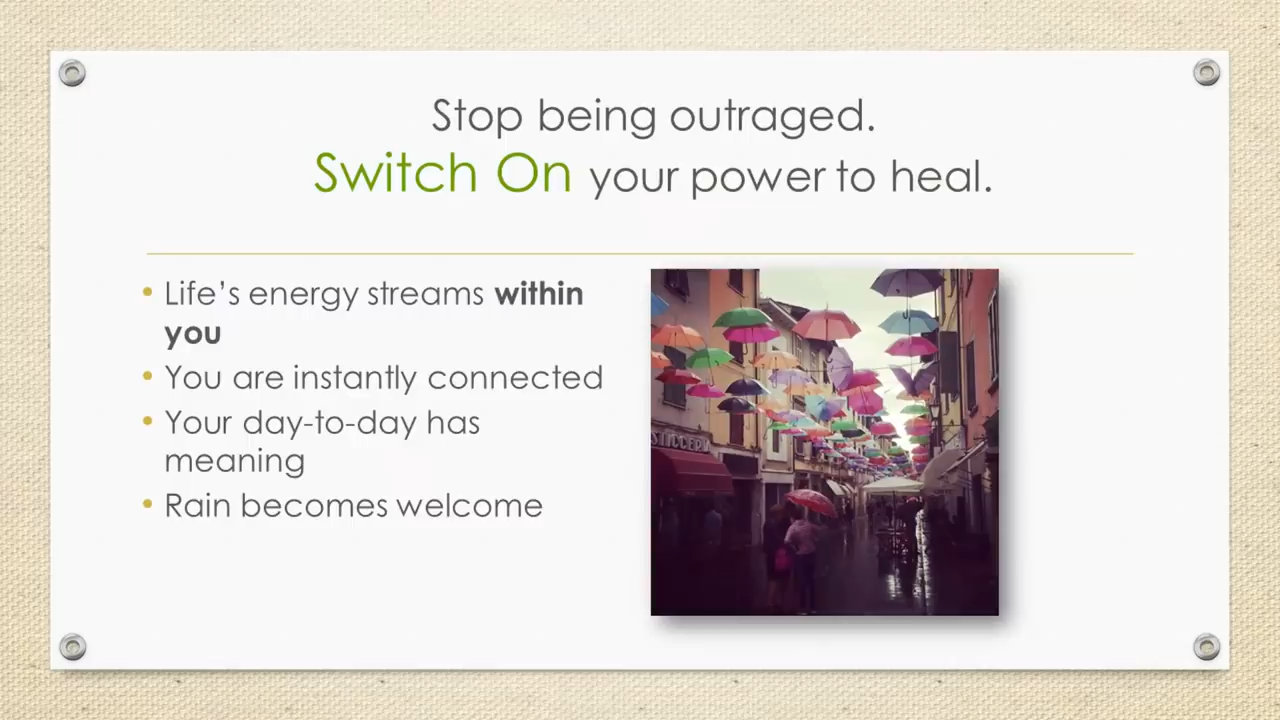 Stop being outraged.
Switch On your power to heal.
• Life’s energy streams within
you
• You are instantly connected
• Your day-to-day has
meaning
• Rain becomes welcome